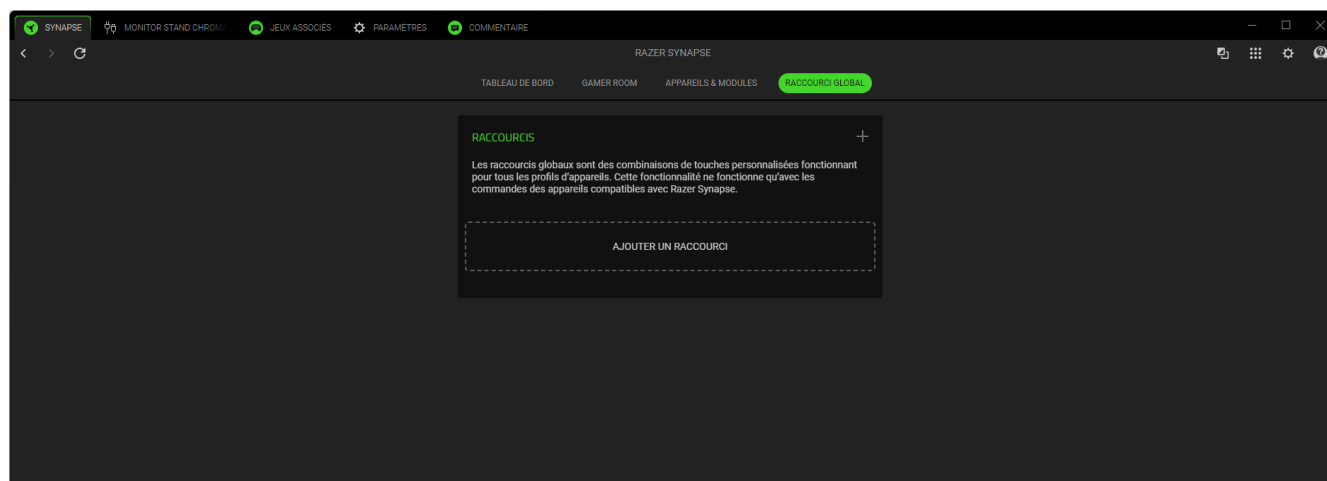 SYNAPSE
MONITOR STAND CHROMA
JEUX ASSOCIÉS
PARAMÈTRES
COMMENTAIRE
RAZER SYNAPSE
TABLEAU DE BORD
GAMER ROOM
APPAREILS & MODULES
RACCOURCI GLOBAL
RACCOURCIS
Les raccourcis globaux sont des combinaisons de touches personnalisées fonctionnant
pour tous les profils d'appareils. Cette fonctionnalité ne fonctionne qu'avec les
commandes des appareils compatibles avec Razer Synapse.
AJOUTER UN RACCOURCI